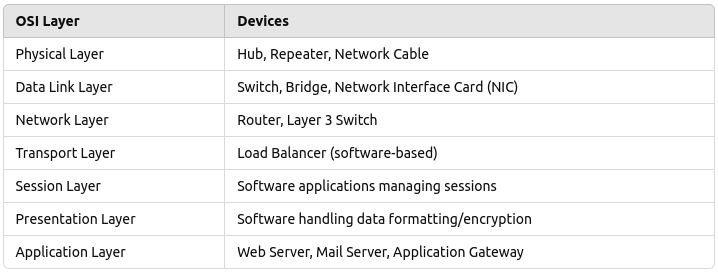 OSI Layer Devices
Physical Layer Hub, Repeater, Network Cable
Data Link Layer Switch, Bridge, Network Interface Card (NIC)
Network Layer Router, Layer 3 Switch
Transport Layer Load Balancer (software-based)
Session Layer Software applications managing sessions
Presentation Layer Software handling data formatting/encryption
Application Layer Web Server, Mail Server, Application Gateway